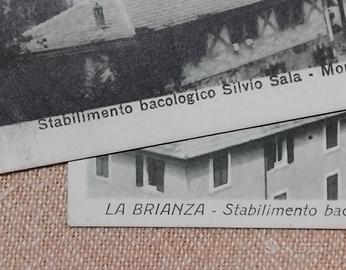 Stabilimento bacologico Silvio Sala - Mon
LA BRIANZA - Stabilimento bac